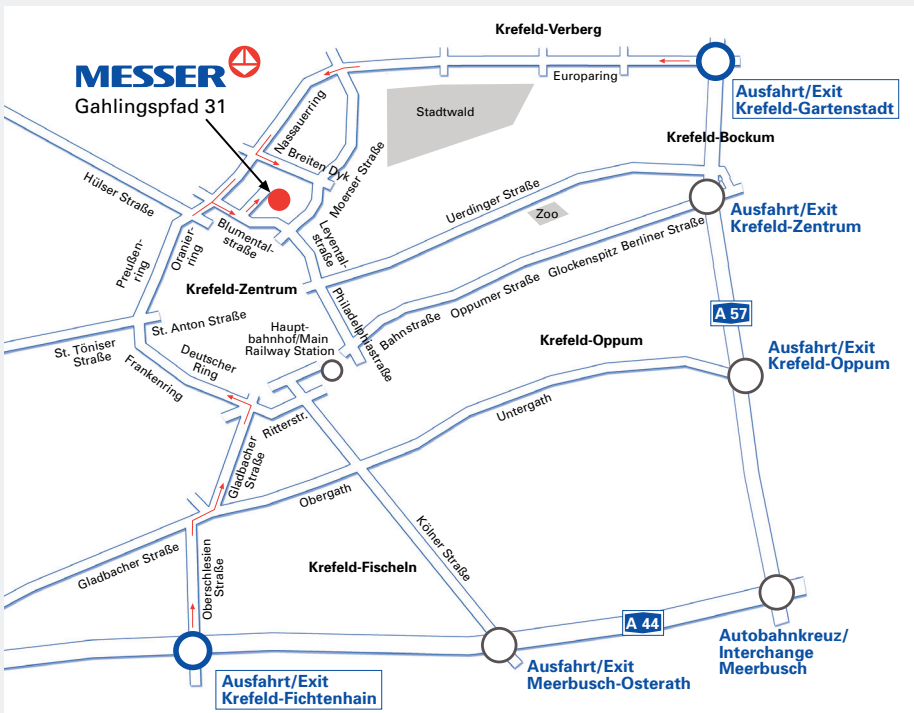 Krefeld-Verberg
MESSER
Gahlingspfad 31
Europaring
Ausfahrt/Exit
Krefeld-Gartenstadt
Stadtwald
Nassauerring
Krefeld-Bockum
Breiten Dyk
Moerser Straße
Hülser Straße
Uerdinger Straße
Zoo
Ausfahrt/Exit
Krefeld-Zentrum
Blumental-
straße
Leyental-
straße
Preußen-
ring
Oranier-
ring
Glockenspitz
Berliner Straße
Krefeld-Zentrum
Philadelphiastraße
Oppumer Straße
Bahnstraße
A 57
St. Anton Straße
Haupt-
bahnhof/Main
Railway Station
Krefeld-Oppum
Ausfahrt/Exit
Krefeld-Oppum
St. Töniser
Straße
Deutscher
Ring
Frankenring
Ritterstr.
Untergath
Gladbacher
Straße
Obergath
Kölner Straße
Gladbacher Straße
Oberschlesien
Straße
Krefeld-Fischeln
A 44
Autobahnkreuz/
Interchange
Meerbusch
Ausfahrt/Exit
Meerbusch-Osterath
Ausfahrt/Exit
Krefeld-Fichtenhain